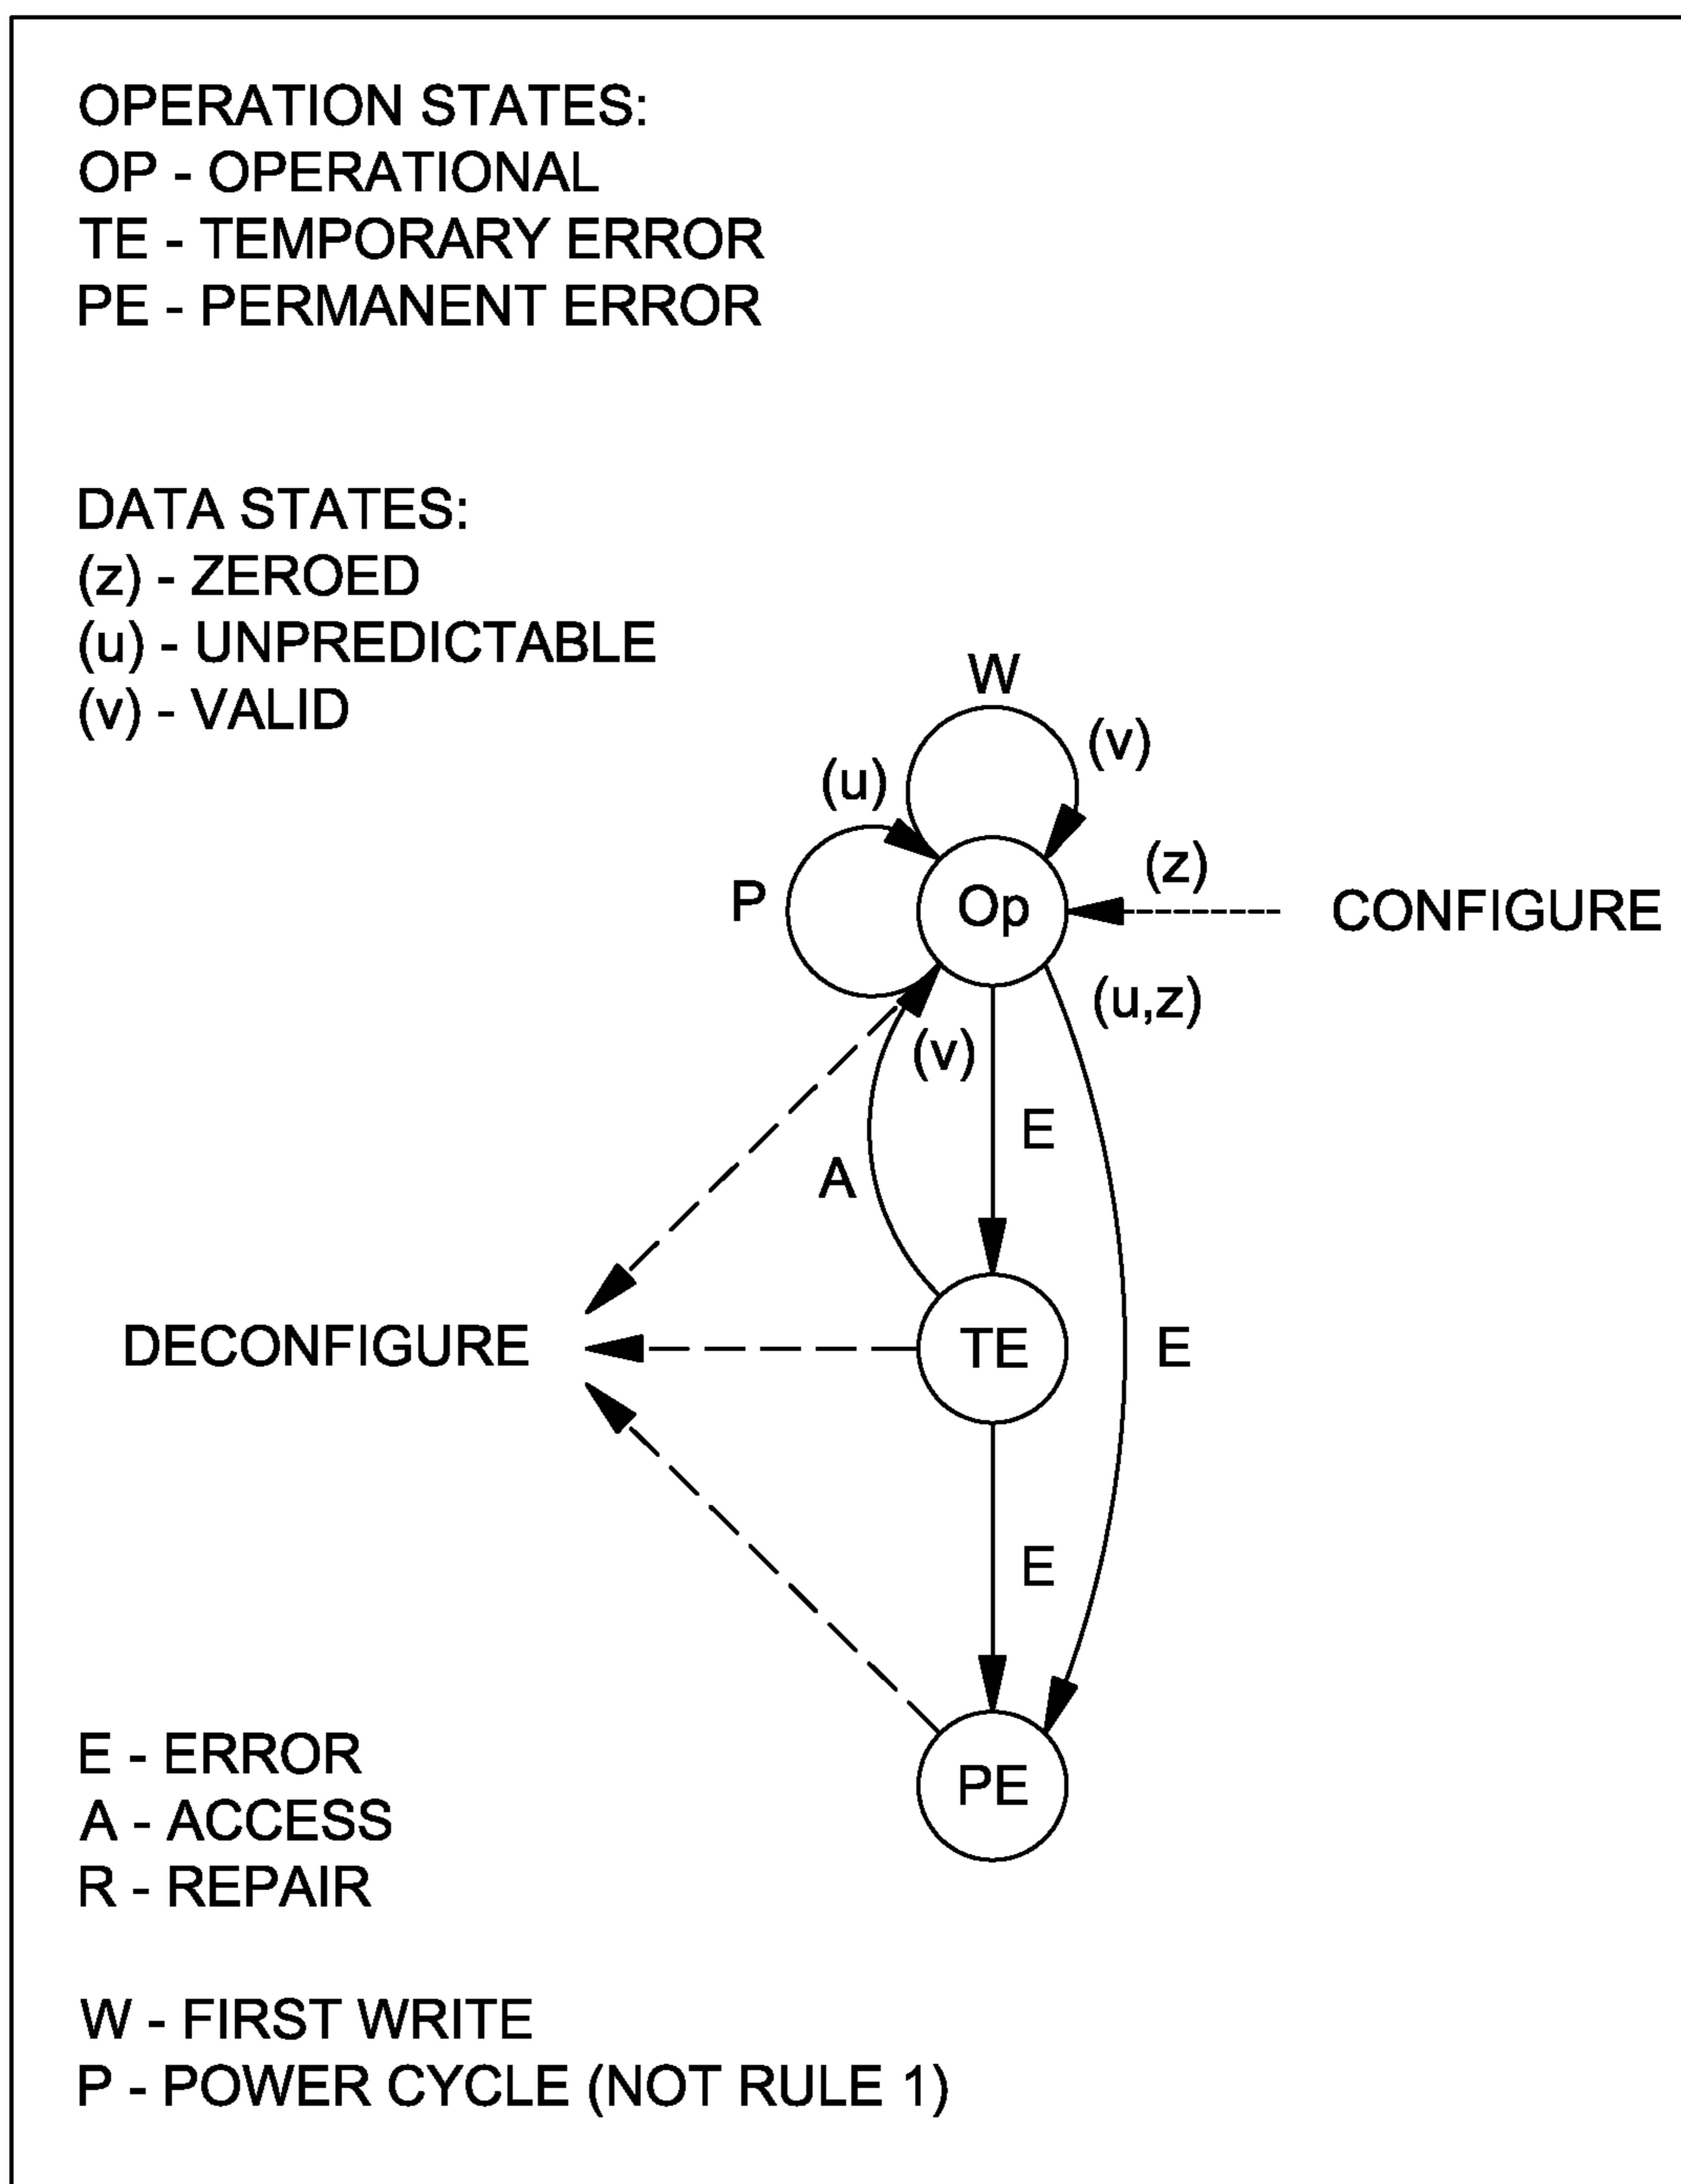 OPERATION STATES:
OP - OPERATIONAL
TE - TEMPORARY ERROR
PE - PERMANENT ERROR
DATA STATES:
(z) - ZEROED
(u) - UNPREDICTABLE
(v) - VALID
W
(v)
(u)
(z)
P
Op
CONFIGURE
(u,z)
(v)
E
A
DECONFIGURE
TE
E
E
PE
E - ERROR
A - ACCESS
R - REPAIR
W - FIRST WRITE
P - POWER CYCLE (NOT RULE 1)